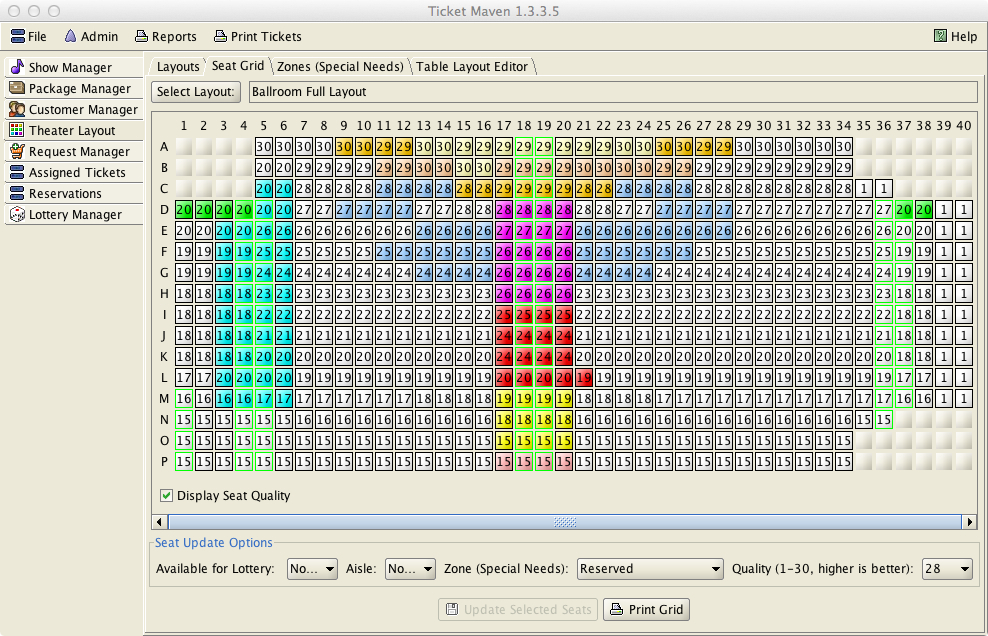 Ticket Maven 1.3.3.5
File Admin Reports Print Tickets Help
Show Manager
Package Manager
Customer Manager
Theater Layout
Request Manager
Assigned Tickets
Reservations
Lottery Manager
Layouts Seat Grid Zones (Special Needs) Table Layout Editor
Select Layout: Ballroom Full Layout
1 2 3 4 5 6 7 8 9 10 11 12 13 14 15 16 17 18 19 20 21 22 23 24 25 26 27 28 29 30 31 32 33 34 35 36 37 38 39 40
A 30 30 30 30 30 30 29 29 30 30 29 29 29 29 29 29 29 29 30 30 30 30 29 29 29 30 30 30 30 30
B 20 20 29 29 29 29 29 29 30 30 30 30 29 29 29 29 30 30 30 30 29 29 29 29 29 29 29 29 29 29
C 20 20 28 28 28 28 28 28 28 28 28 28 29 29 29 29 28 28 28 28 28 28 28 28 28 28 28 28 28 28 1 1
D 20 20 20 20 20 20 27 27 27 27 27 27 27 27 28 28 28 28 28 28 28 28 27 27 27 27 27 27 27 27 27 27 27 27 27 27 20 20 1 1
E 20 20 20 20 26 26 26 26 26 26 26 26 26 26 26 26 27 27 27 27 26 26 26 26 26 26 26 26 26 26 26 26 26 26 26 26 20 20 1 1
F 19 19 19 19 25 25 25 25 25 25 25 25 25 25 25 25 26 26 26 26 25 25 25 25 25 25 25 25 25 25 25 25 25 25 25 25 19 19 1 1
G 19 19 19 19 24 24 24 24 24 24 24 24 24 24 24 24 26 26 26 26 24 24 24 24 24 24 24 24 24 24 24 24 24 24 24 24 19 19 1 1
H 18 18 18 18 23 23 23 23 23 23 23 23 23 23 23 23 26 26 26 26 23 23 23 23 23 23 23 23 23 23 23 23 23 23 23 23 18 18 1 1
I 18 18 18 18 22 22 22 22 22 22 22 22 22 22 22 22 25 25 25 25 22 22 22 22 22 22 22 22 22 22 22 22 22 22 22 22 18 18 1 1
J 18 18 18 18 21 21 21 21 21 21 21 21 21 21 21 21 24 24 24 24 21 21 21 21 21 21 21 21 21 21 21 21 21 21 21 21 18 18 1 1
K 18 18 18 18 20 20 20 20 20 20 20 20 20 20 20 20 24 24 24 24 20 20 20 20 20 20 20 20 20 20 20 20 20 20 20 20 18 18 1 1
L 17 17 20 20 20 20 19 19 19 19 19 19 19 19 19 19 20 20 20 20 19 19 19 19 19 19 19 19 19 19 19 19 19 19 19 19 17 17 1 1
M 16 16 16 16 17 17 17 17 17 17 17 17 18 18 18 18 19 19 19 19 18 18 18 17 17 17 17 17 17 17 17 17 17 17 17 17 16 16 1 1
N 15 15 15 15 15 15 16 16 16 16 16 16 16 16 16 16 18 18 18 18 16 16 16 16 16 16 16 16 16 16 16 16 16 16 15 15
O 15 15 15 15 15 15 15 15 15 15 15 15 15 15 15 15 15 15 15 15 15 15 15 15 15 15 15 15 15 15 15 15 15 15
P 15 15 15 15 15 15 15 15 15 15 15 15 15 15 15 15 15 15 15 15 15 15 15 15 15 15 15 15 15 15 15 15 15 15
Display Seat Quality
Seat Update Options
Available for Lottery: No... Aisle: No... Zone (Special Needs): Reserved Quality (1-30, higher is better): 28
Update Selected Seats Print Grid